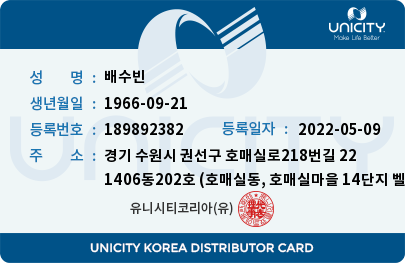 UNICITY
Make Life Better
성 명 : 배수빈
생년월일 : 1966-09-21
등록번호 : 189892382 등록일자 : 2022-05-09
주 소 : 경기 수원시 권선구 호매실로218번길 22
1406동202호 (호매실동, 호매실마을 14단지 벨
유니시티코리아(유)
UNICITY KOREA DISTRIBUTOR CARD